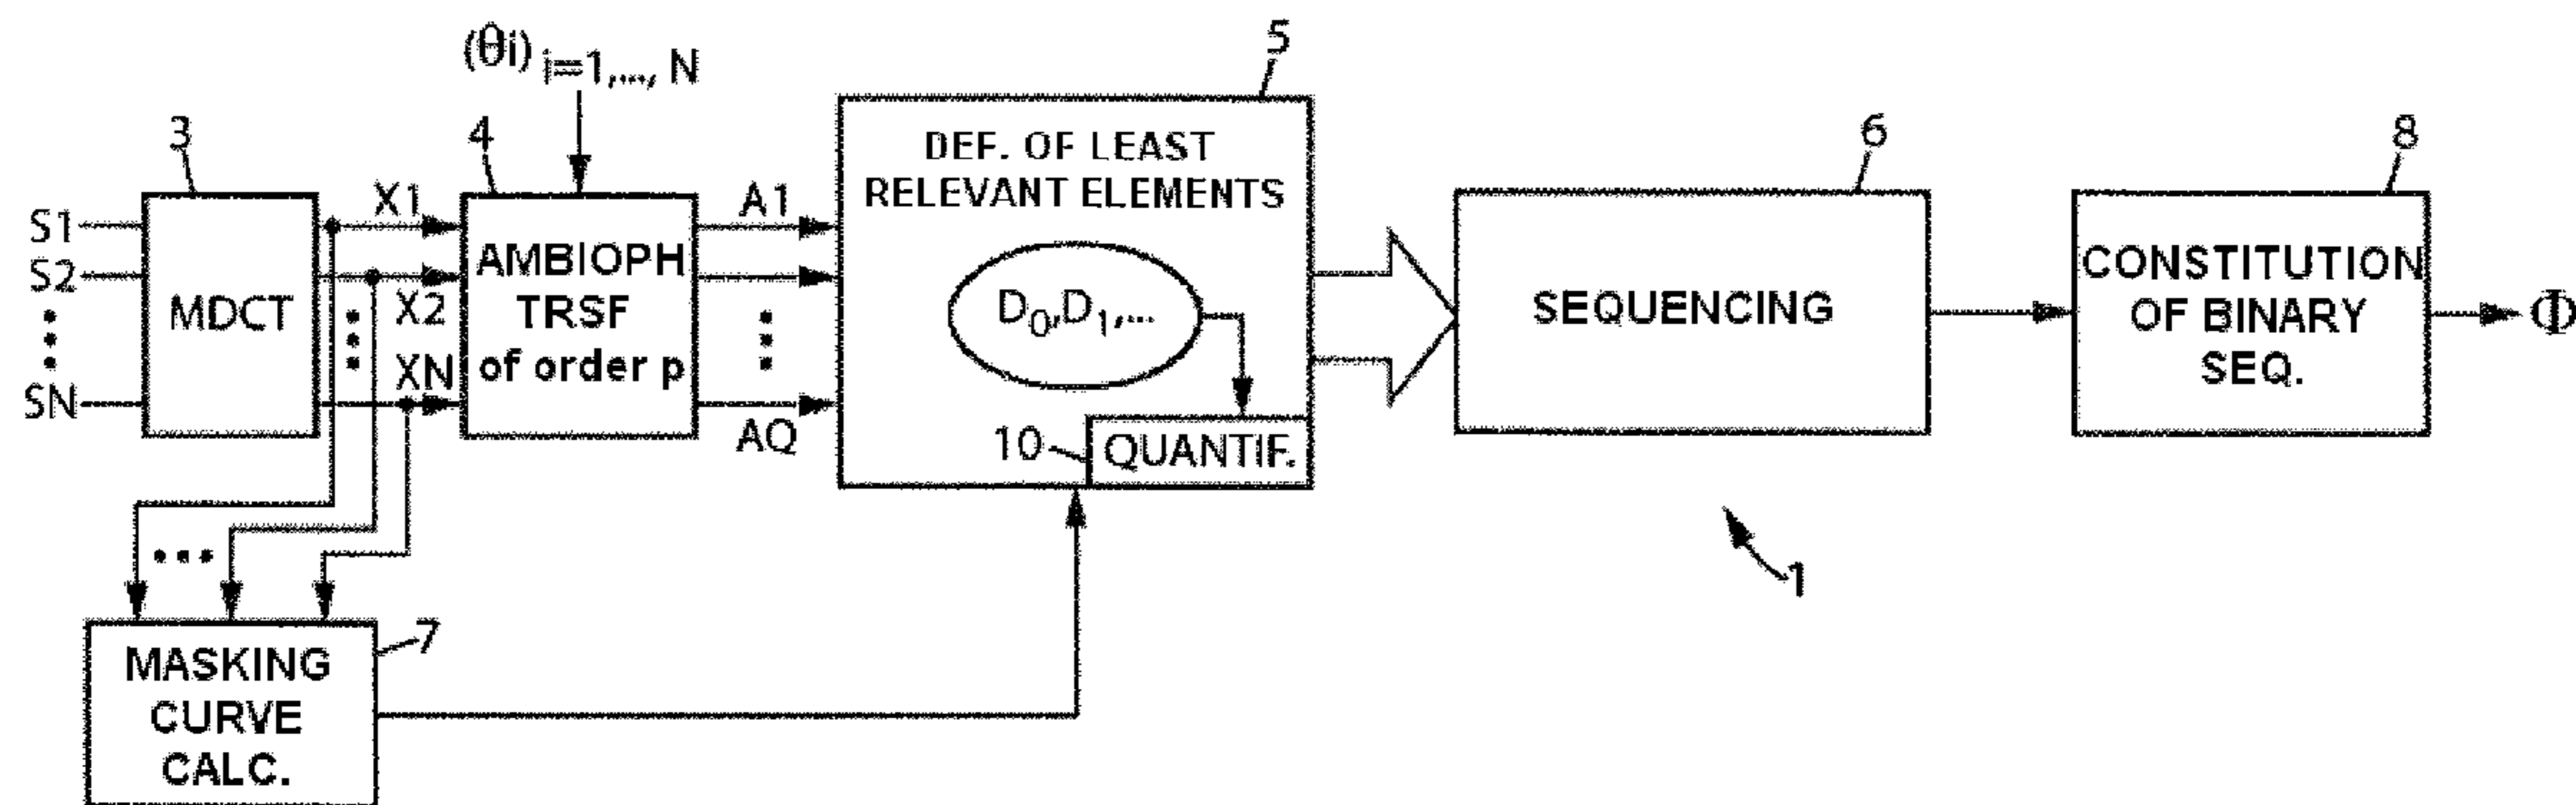 (θi) i=1,..., N
5
3
4
6
8
S1
S2
SN
MDCT
X1
X2
XN
AMBIOPH
TRSF
of order p
A1
AQ
DEF. OF LEAST
RELEVANT ELEMENTS
D0,D1,...
10
QUANTIF.
SEQUENCING
CONSTITUTION
OF BINARY
SEQ.
Φ
1
7
MASKING
CURVE
CALC.